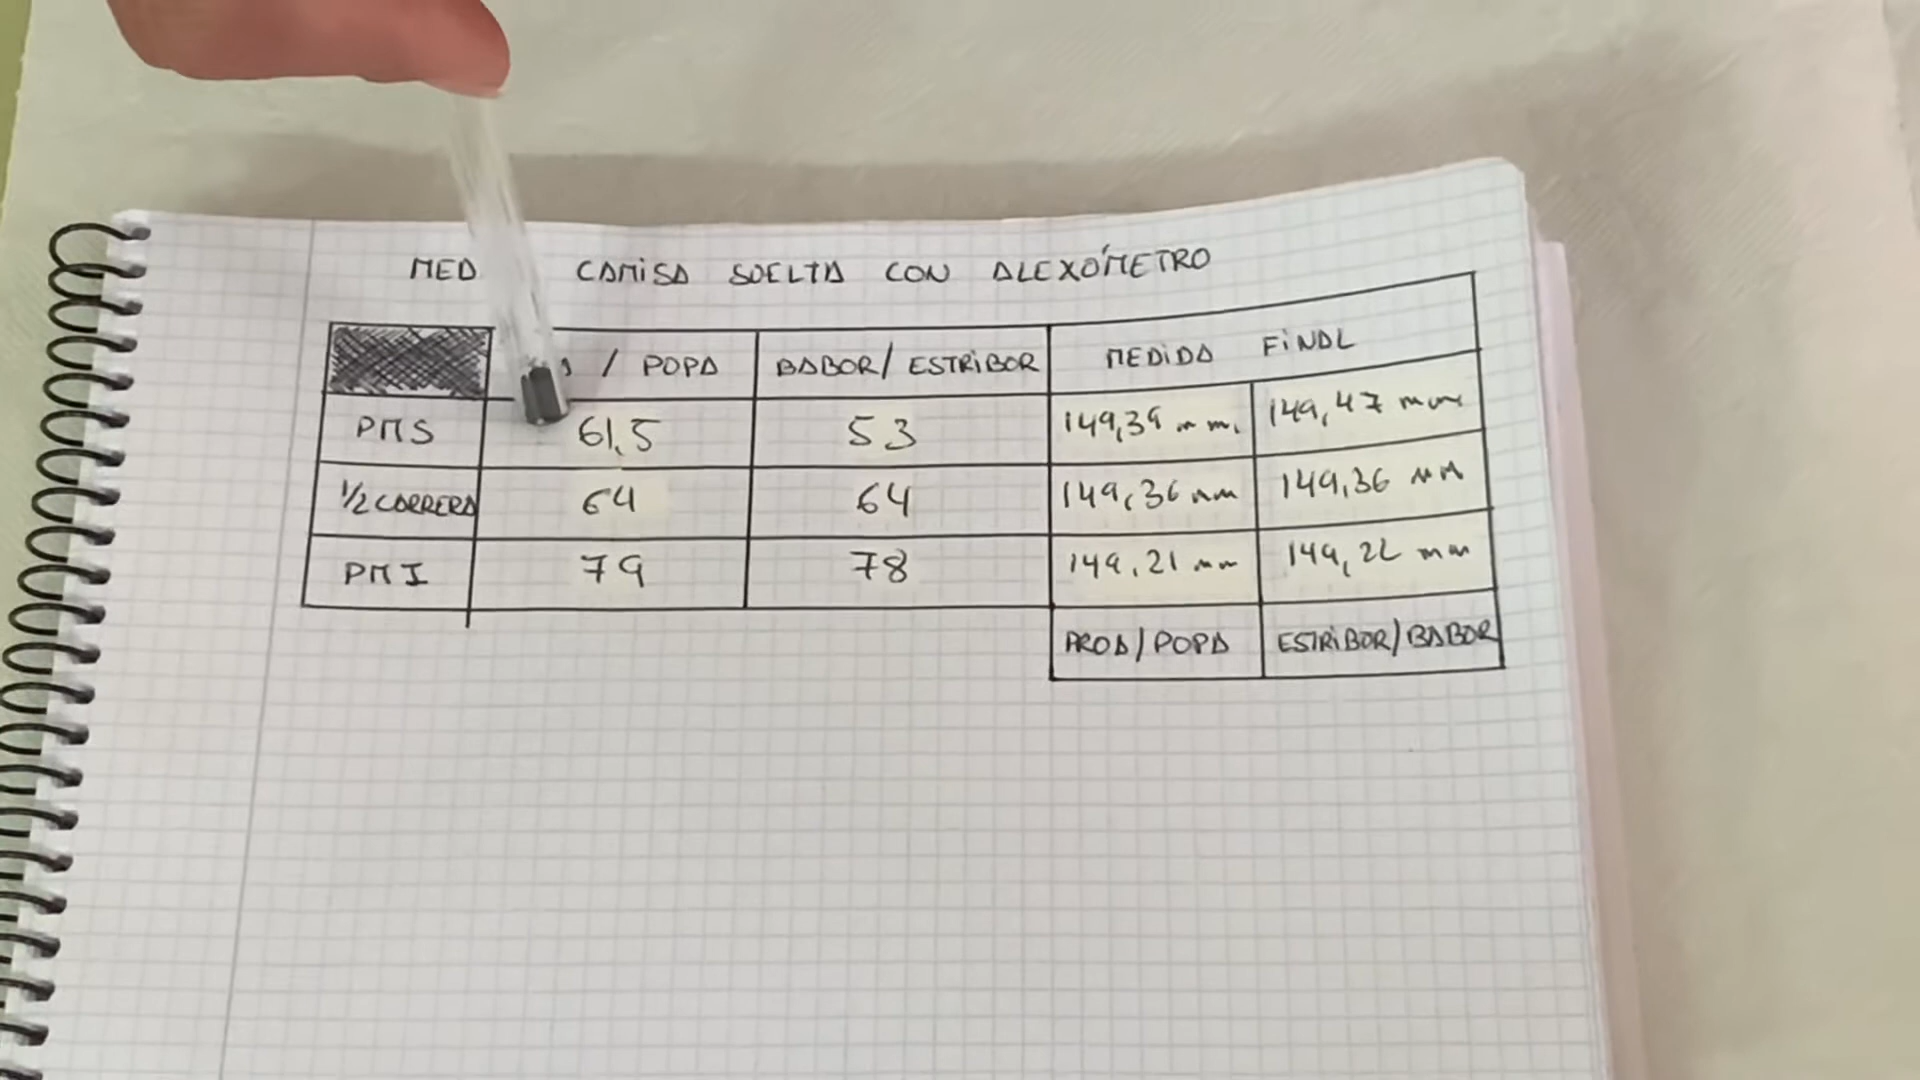 MED CAMISA SUELTA CON ALEXÓMETRO
/ POPA BABOR/ ESTRIBOR MEDIDA FINAL
PMS 61,5 53 149,39 mm. 149,47 mm
1/2 CARRERA 64 64 149,36 mm 149,36 mm
PMI 79 78 149,21 mm 149,22 mm
PROA/POPA ESTRIBOR/BABOR